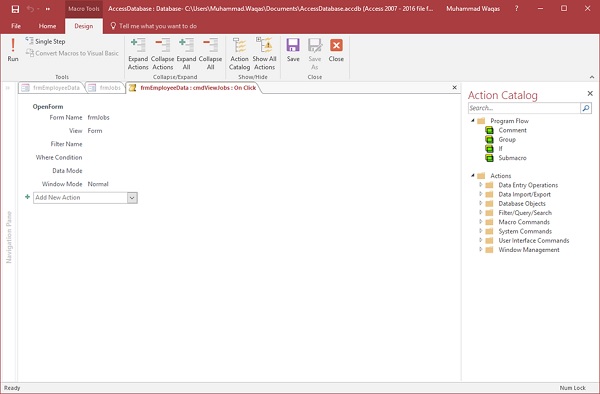 Macro Tools
AccessDatabase : Database- C:\Users\Muhammad.Waqas\Documents\AccessDatabase.accdb (Access 2007 - 2016 file f...
Muhammad Waqas
?
File
Home
Design
Tell me what you want to do
Run
Single Step
Convert Macros to Visual Basic
Tools
Expand Actions
Collapse Actions
Expand All
Collapse All
Collapse/Expand
Action Catalog
Show All Actions
Show/Hide
Save
Save As
Close
Close
frmEmployeeData
frmJobs
frmEmployeeData : cmdViewJobs : On Click
Navigation Pane
OpenForm
Form Name frmJobs
View Form
Filter Name
Where Condition
Data Mode
Window Mode Normal
Add New Action
Action Catalog
Search...
Program Flow
Comment
Group
If
Submacro
Actions
Data Entry Operations
Data Import/Export
Database Objects
Filter/Query/Search
Macro Commands
System Commands
User Interface Commands
Window Management
Ready
Num Lock